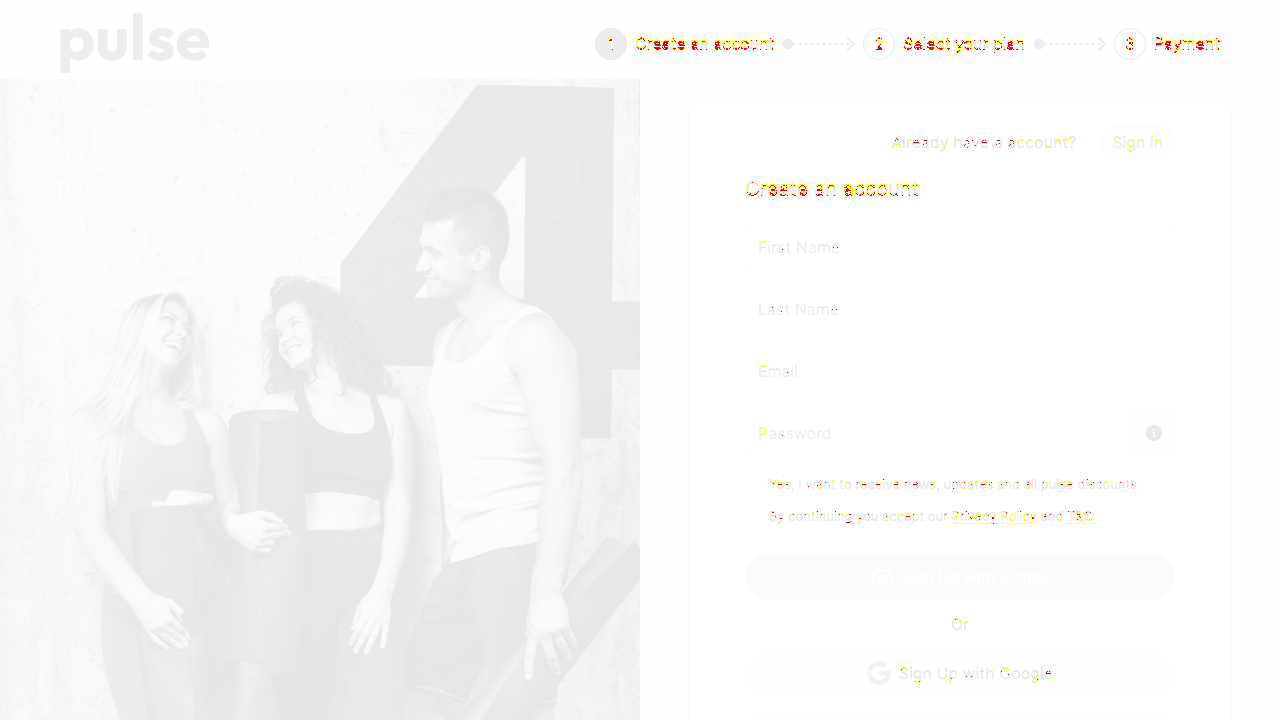 pulse
1 Create an account 2 Select your plan 3 Payment
Already have a account? Sign in
Create an account
First Name
Last Name
Email
Password
Yes, I want to receive news, updates and all pulse discounts.
By continuing you accept our Privacy Policy and T&C.
Sign Up with E-mail
Or
Sign Up with Google
4